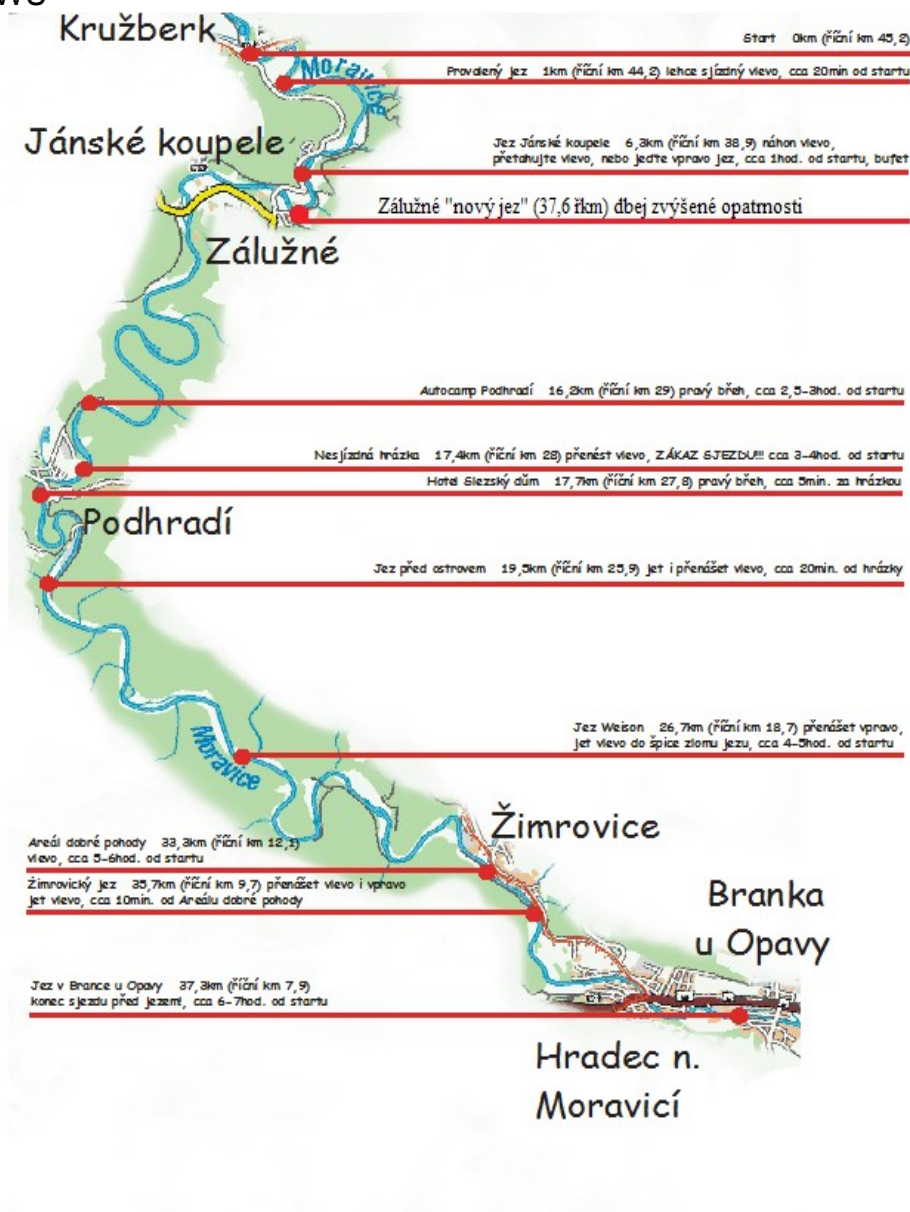 Kružberk
Start 0km (říční km 45,2)
Moravice
Provalený jez 1km (říční km 44,2) lehce sjízdný vlevo, cca 20min od startu
Jánské koupele
Jez Jánské koupele 6,3km (říční km 38,9) náhon vlevo,
přetahujte vlevo, nebo jeďte vpravo jez, cca 1hod. od startu, bufet
Zálužné "nový jez" (37,6 řkm) dbej zvýšené opatrnosti
Zálužné
Autocamp Podhradí 16,2km (říční km 29) pravý břeh, cca 2,5-3hod. od startu
Nesjízdná hrázka 17,4km (říční km 28) přenést vlevo, ZÁKAZ SJEZDU!!! cca 3-4hod. od startu
Hotel Slezský dům 17,7km (říční km 27,8) pravý břeh, cca 5min. za hrázkou
Podhradí
Jez před ostrovem 19,5km (říční km 25,9) jet i přenášet vlevo, cca 20min. od hrázky
Jez Weison 26,7km (říční km 18,7) přenášet vpravo,
jet vlevo do špice zlomu jezu, cca 4-5hod. od startu
Moravice
Žimrovice
Areál dobré pohody 33,3km (říční km 12,1)
vlevo, cca 5-6hod. od startu
Žimrovický jez 35,7km (říční km 9,7) přenášet vlevo i vpravo
jet vlevo, cca 10min. od Areálu dobré pohody
Branka
u Opavy
Jez v Brance u Opavy 37,3km (říční km 7,9)
konec sjezdu před jezem!, cca 6-7hod. od startu
Hradec n.
Moravicí